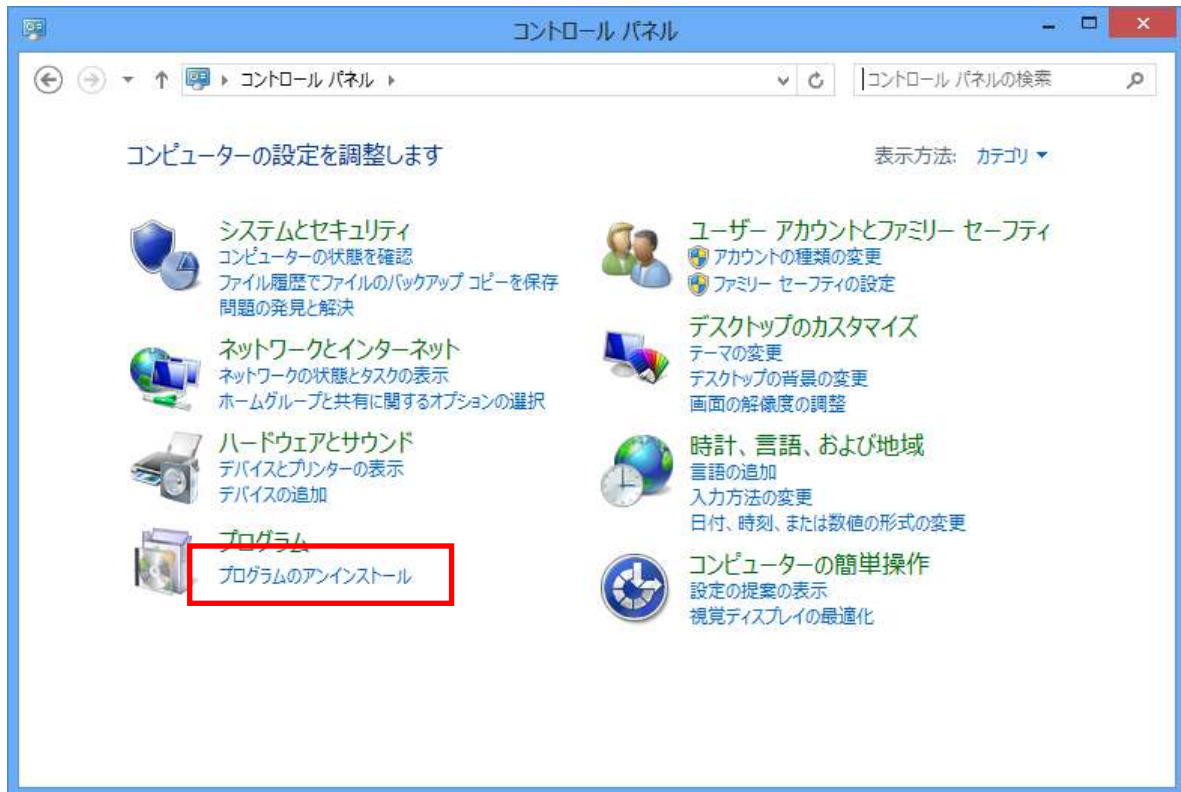 コントロール パネル
コントロール パネル
コントロール パネルの検索
コンピューターの設定を調整します
表示方法: カテゴリ
システムとセキュリティ
コンピューターの状態を確認
ファイル履歴でファイルのバックアップ コピーを保存
問題の発見と解決
ネットワークとインターネット
ネットワークの状態とタスクの表示
ホームグループと共有に関するオプションの選択
ハードウェアとサウンド
デバイスとプリンターの表示
デバイスの追加
プログラム
プログラムのアンインストール
ユーザー アカウントとファミリー セーフティ
アカウントの種類の変更
ファミリー セーフティの設定
デスクトップのカスタマイズ
テーマの変更
デスクトップの背景の変更
画面の解像度の調整
時計、言語、および地域
言語の追加
入力方法の変更
日付、時刻、または数値の形式の変更
コンピューターの簡単操作
設定の提案の表示
視覚ディスプレイの最適化